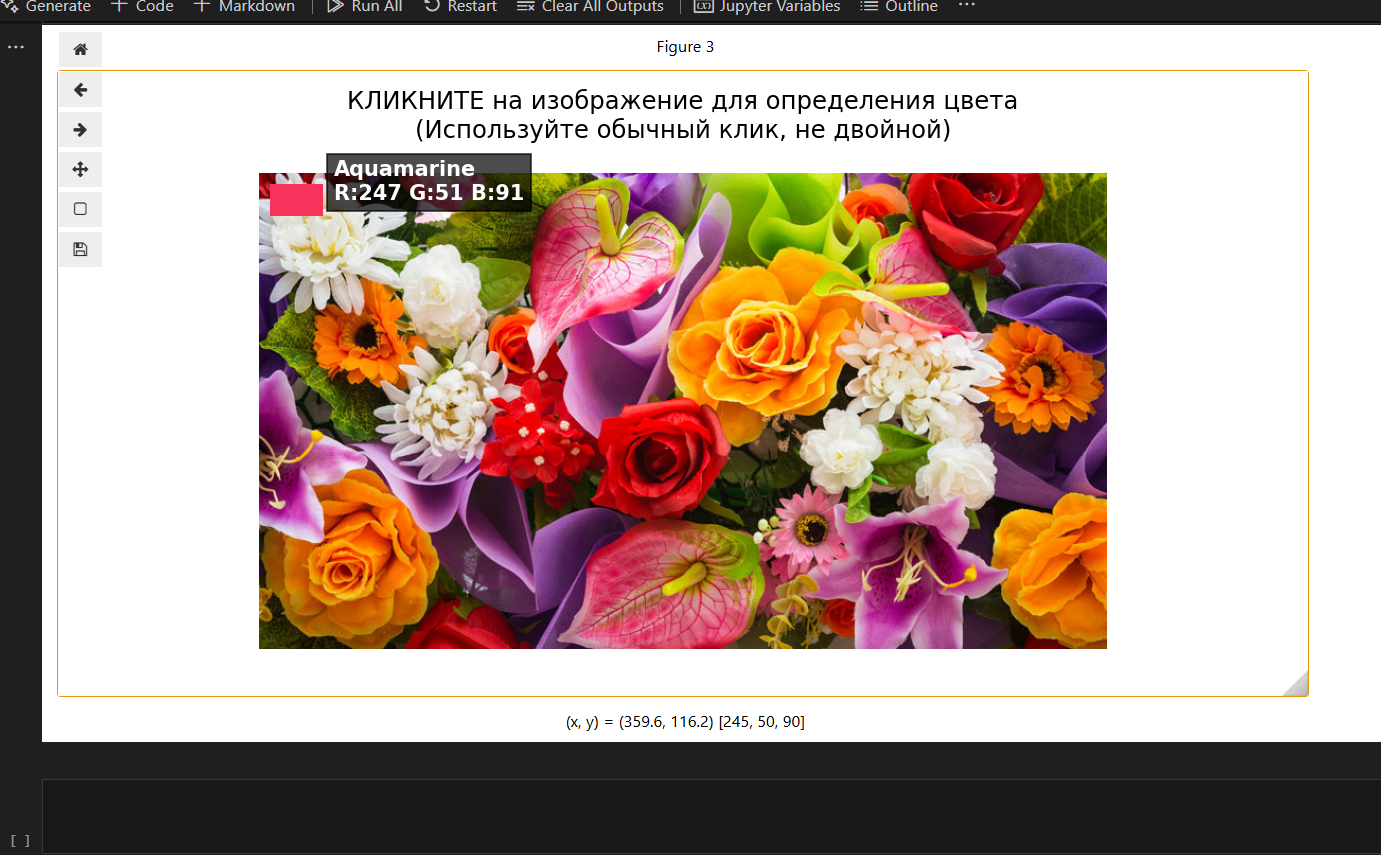 Generate
Code
Markdown
Run All
Restart
Clear All Outputs
Jupyter Variables
Outline
...
...
Figure 3
КЛИКНИТЕ на изображение для определения цвета
(Используйте обычный клик, не двойной)
Aquamarine
R:247 G:51 B:91
(x, y) = (359.6, 116.2) [245, 50, 90]
[ ]